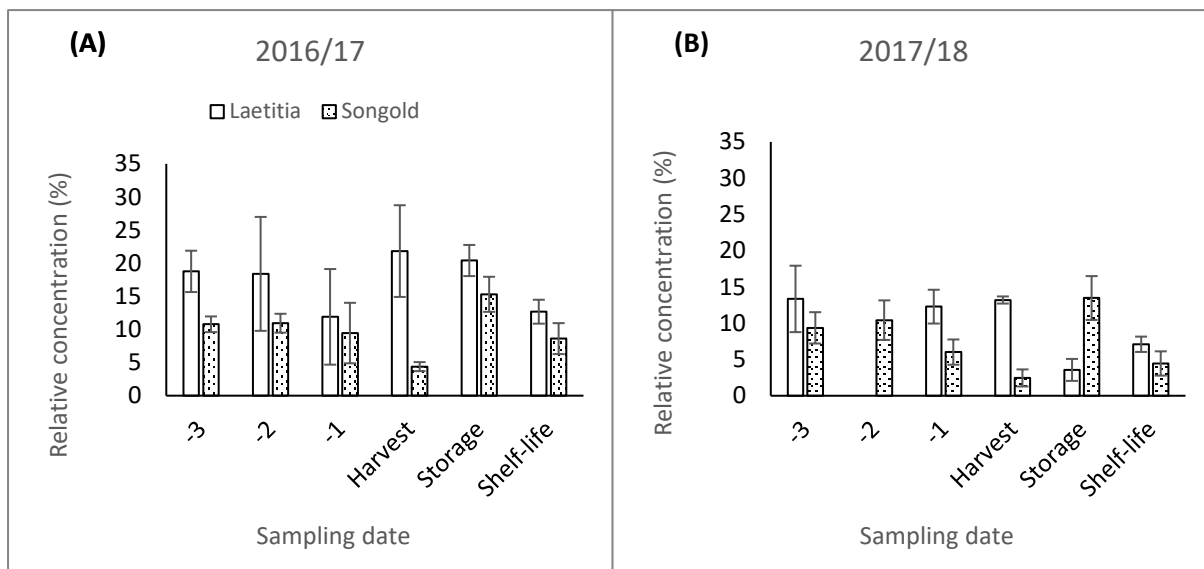 (A)
2016/17
Laetitia
Songold
Relative concentration (%)
35
30
25
20
15
10
5
0
-3
-2
-1
Harvest
Storage
Shelf-life
Sampling date
(B)
2017/18
Relative concentration (%)
35
30
25
20
15
10
5
0
-3
-2
-1
Harvest
Storage
Shelf-life
Sampling date